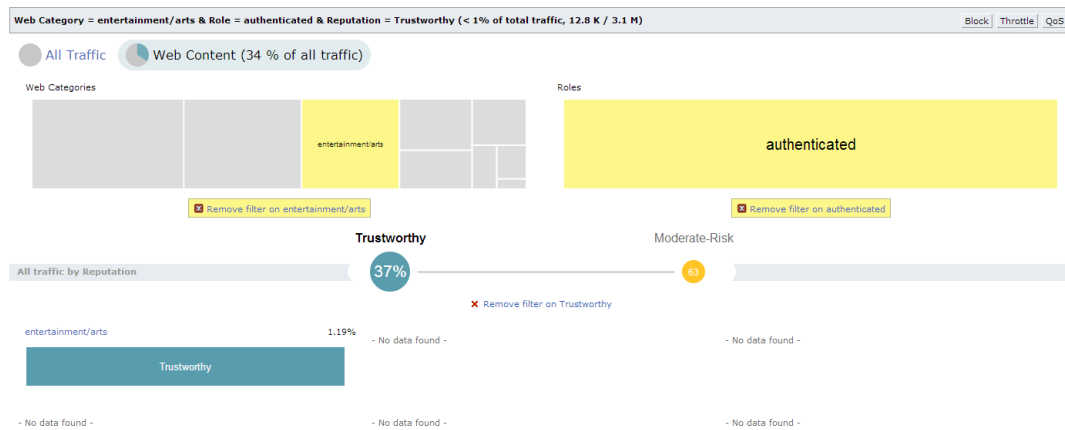 Web Category = entertainment/arts & Role = authenticated & Reputation = Trustworthy (< 1% of total traffic, 12.8 K / 3.1 M)
Block Throttle QoS
All Traffic Web Content (34 % of all traffic)
Web Categories Roles
entertainment/arts authenticated
Remove filter on entertainment/arts Remove filter on authenticated
Trustworthy Moderate-Risk
All traffic by Reputation 37% 63
Remove filter on Trustworthy
entertainment/arts 1.19%
- No data found - - No data found -
Trustworthy
- No data found - - No data found - - No data found -